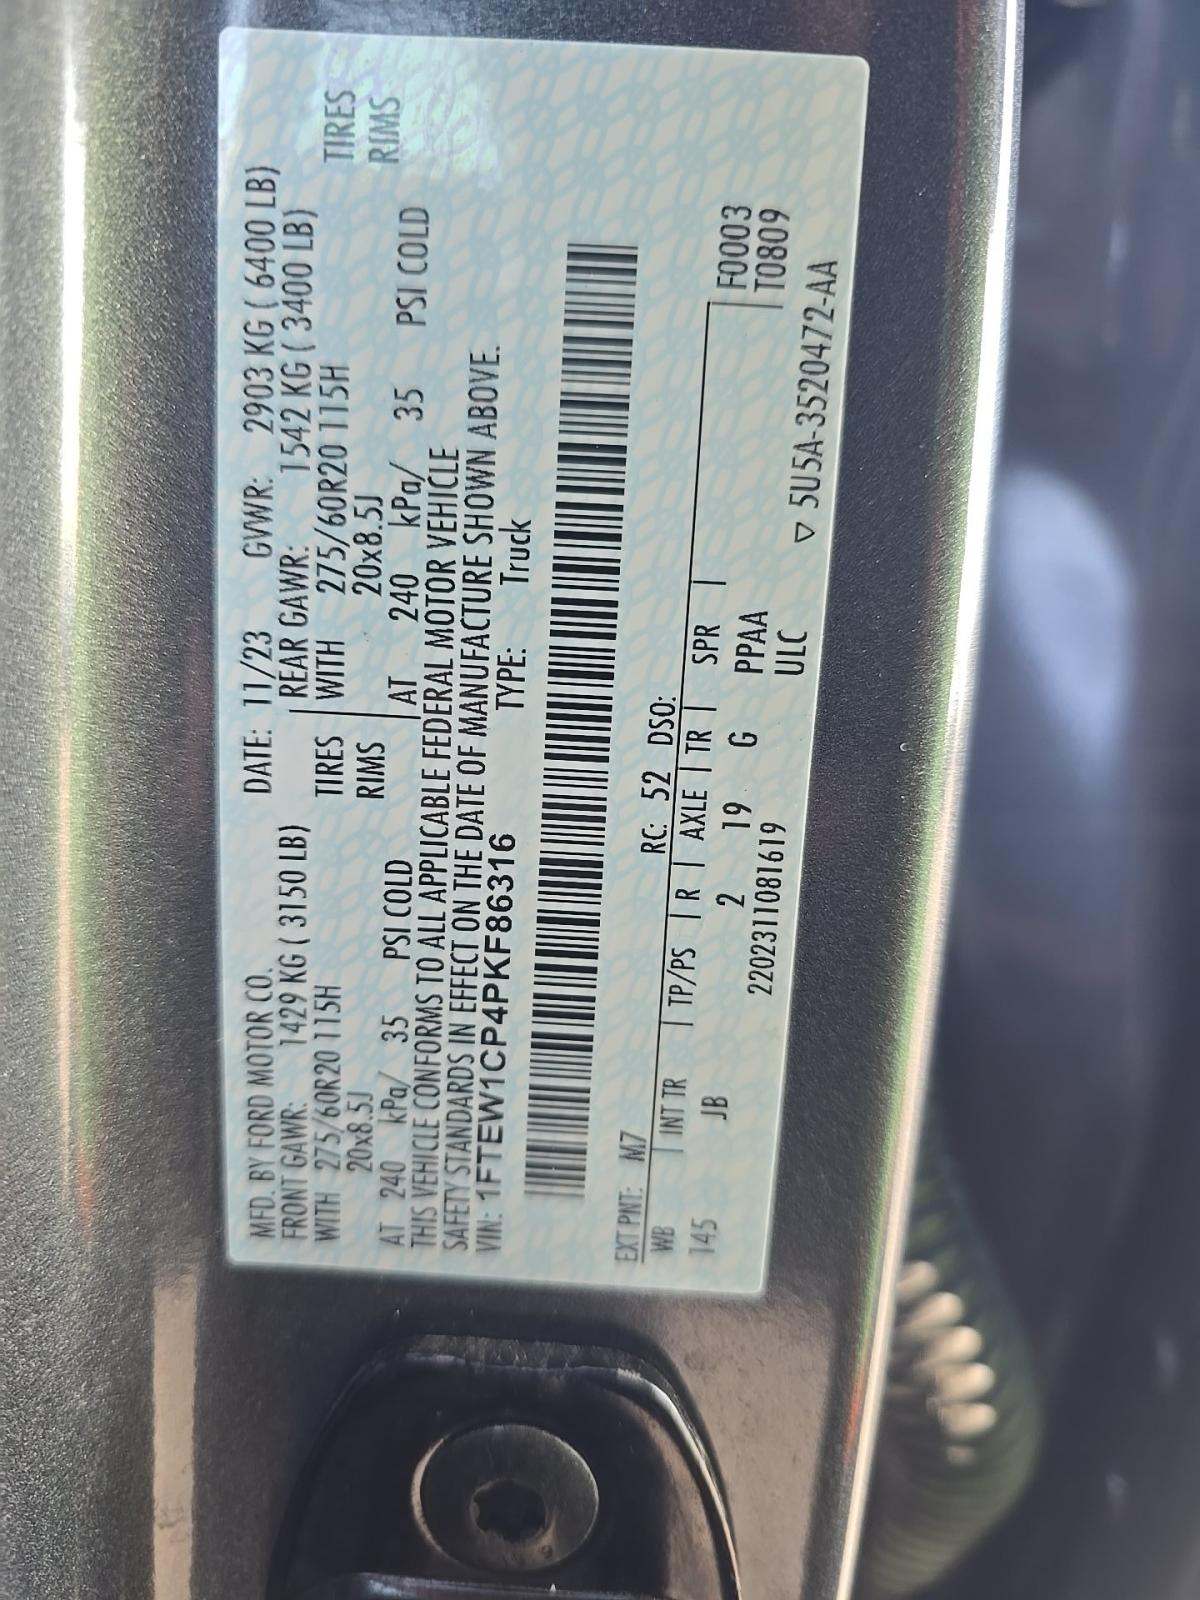 MFD. BY FORD MOTOR CO. DATE: 11/23 GVWR: 2903 KG ( 6400 LB)
FRONT GAWR: 1429 KG ( 3150 LB) REAR GAWR: 1542 KG ( 3400 LB)
WITH 275/60R20 115H TIRES WITH 275/60R20 115H TIRES
20x8.5J RIMS 20x8.5J RIMS
AT 240 kPa/ 35 PSI COLD AT 240 kPa/ 35 PSI COLD
THIS VEHICLE CONFORMS TO ALL APPLICABLE FEDERAL MOTOR VEHICLE
SAFETY STANDARDS IN EFFECT ON THE DATE OF MANUFACTURE SHOWN ABOVE.
VIN: 1FTEW1CP4PKF86316 TYPE: Truck
EXT PNT: M7 RC: 52 DSO:
WB | INT TR | TP/PS | R | AXLE | TR | SPR |
145 JB 2 19 G PPAA F0003
2202311081619 ULC T0809
▽ 5U5A-3520472-AA